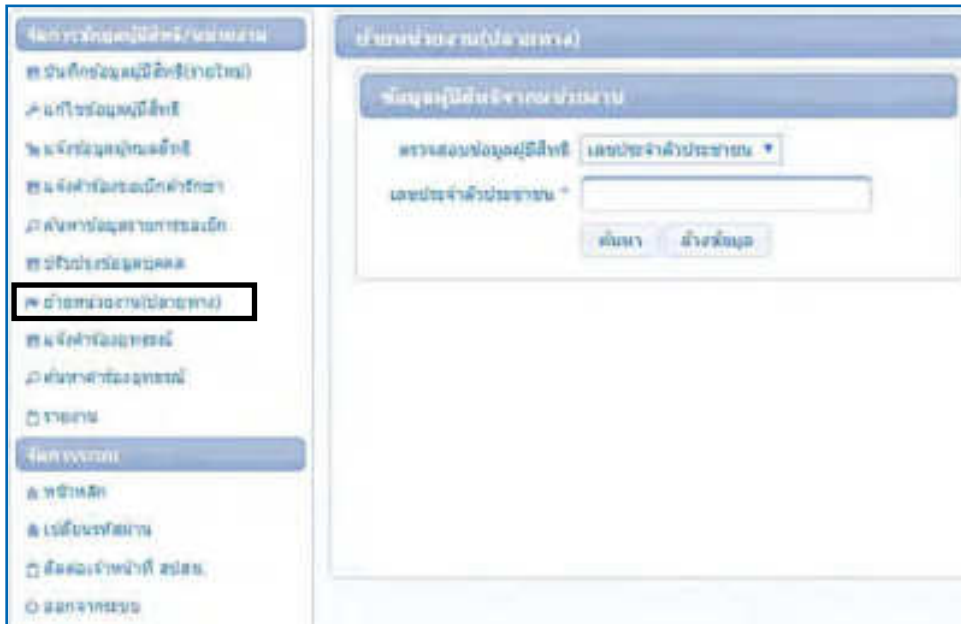 จัดการข้อมูลผู้มีสิทธิ/หน่วยงาน
บันทึกข้อมูลผู้มีสิทธิ(รายใหม่)
แก้ไขข้อมูลผู้มีสิทธิ
แจ้งข้อมูลผู้หมดสิทธิ
แจ้งคำร้องขอเบิกค่ารักษา
ค้นหาข้อมูลรายการขอเบิก
ปรับปรุงข้อมูลบุคคล
ย้ายหน่วยงาน(ปลายทาง)
แจ้งคำร้องอุทธรณ์
ค้นหาคำร้องอุทธรณ์
รายงาน
จัดการระบบ
หน้าหลัก
เปลี่ยนรหัสผ่าน
ติดต่อเจ้าหน้าที่ สปสช.
ออกจากระบบ
ย้ายหน่วยงาน(ปลายทาง)
ข้อมูลผู้มีสิทธิจากหน่วยงาน
ตรวจสอบข้อมูลผู้มีสิทธิ เลขประจำตัวประชาชน
เลขประจำตัวประชาชน *
ค้นหา ล้างข้อมูล